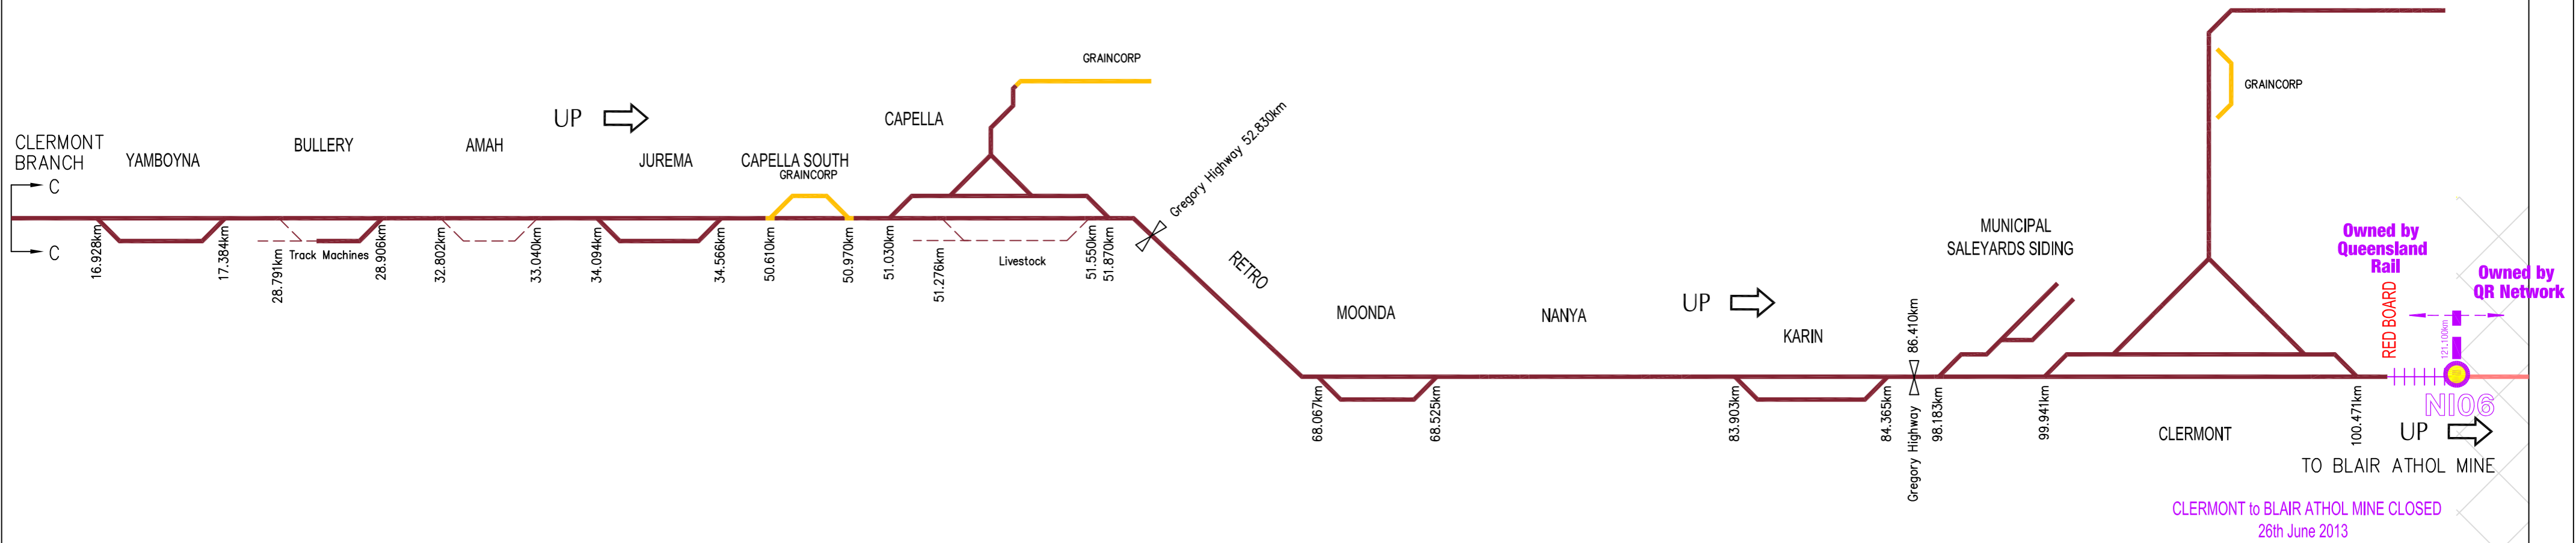 CLERMONT
BRANCH
C
C
YAMBOYNA
BULLERY
AMAH
UP
JUREMA
CAPELLA SOUTH
GRAINCORP
CAPELLA
GRAINCORP
Gregory Highway 52.830km
16.928km
17.384km
28.791km
Track Machines
28.906km
32.802km
33.040km
34.094km
34.566km
50.610km
50.970km
51.030km
51.276km
Livestock
51.550km
51.870km
RETRO
MOONDA
NANYA
UP
KARIN
68.067km
68.525km
83.903km
84.365km
Gregory Highway 86.410km
98.183km
MUNICIPAL
SALEYARDS SIDING
99.941km
GRAINCORP
CLERMONT
100.471km
Owned by
Queensland
Rail
RED BOARD
121.100km
Owned by
QR Network
NI06
UP
TO BLAIR ATHOL MINE
CLERMONT to BLAIR ATHOL MINE CLOSED
26th June 2013